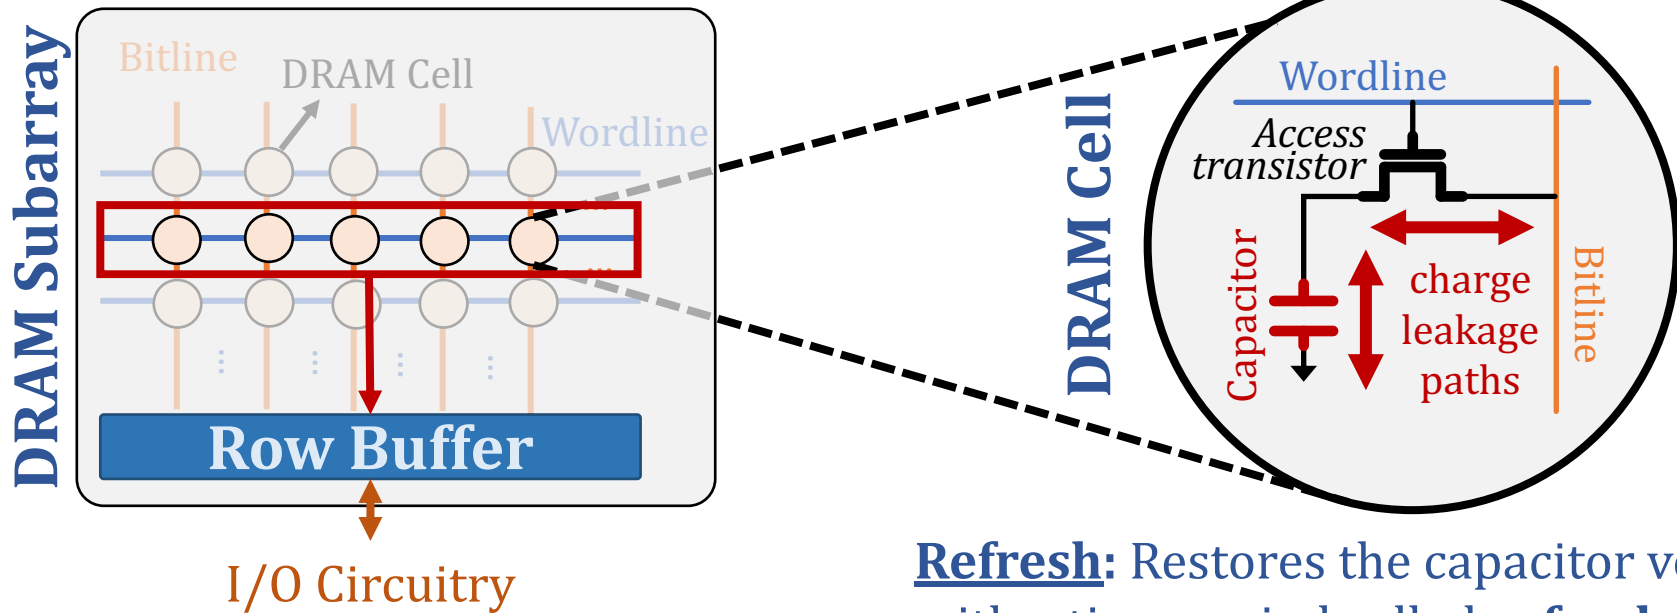 DRAM Subarray
Bitline
DRAM Cell
Wordline
...
...
...
...
...
...
Row Buffer
I/O Circuitry
DRAM Cell
Wordline
Access
transistor
Capacitor
charge
leakage
paths
Bitline
Refresh: Restores the capacitor